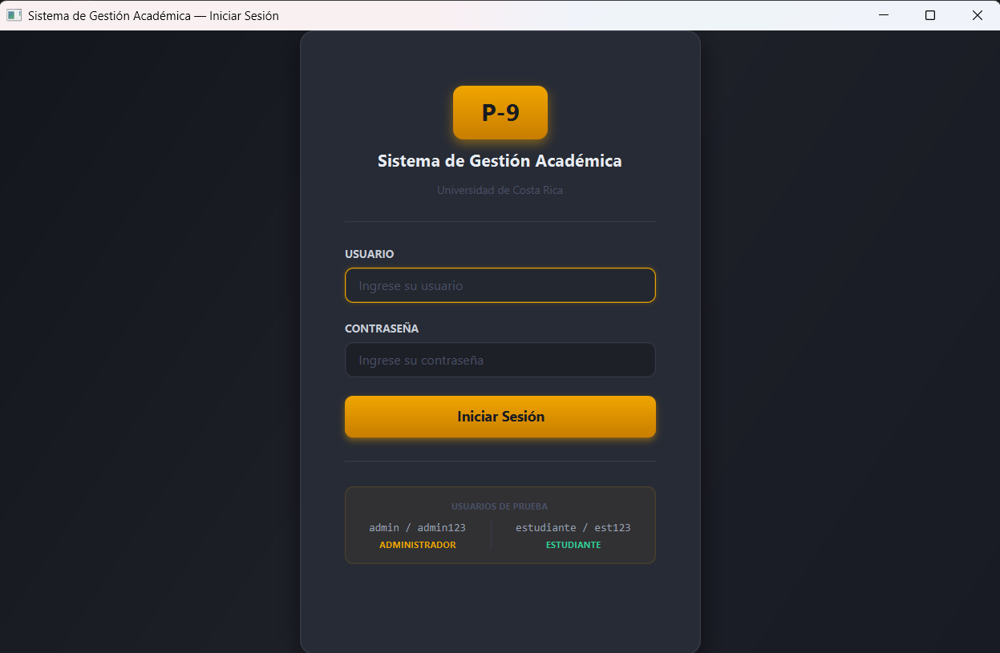 Sistema de Gestión Académica — Iniciar Sesión
P-9
Sistema de Gestión Académica
Universidad de Costa Rica
USUARIO
Ingrese su usuario
CONTRASEÑA
Ingrese su contraseña
Iniciar Sesión
USUARIOS DE PRUEBA
admin / admin123
ADMINISTRADOR
estudiante / est123
ESTUDIANTE